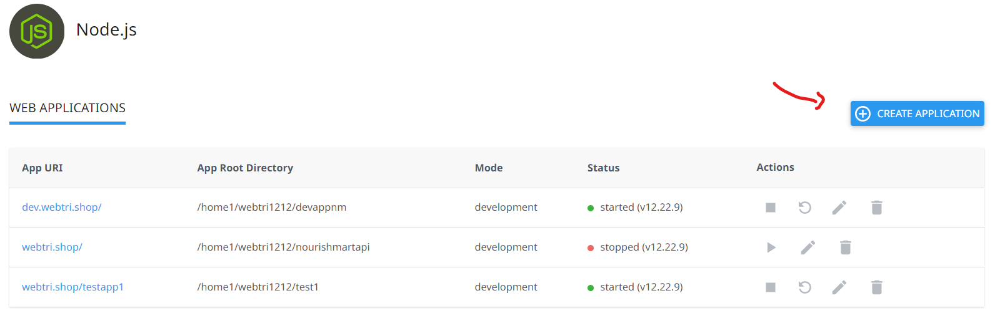 JS
Node.js
WEB APPLICATIONS
CREATE APPLICATION
App URI App Root Directory Mode Status Actions
dev.webtri.shop/ /home1/webtri1212/devappnm development started (v12.22.9)
webtri.shop/ /home1/webtri1212/nourishmartapi development stopped (v12.22.9)
webtri.shop/testapp1 /home1/webtri1212/test1 development started (v12.22.9)